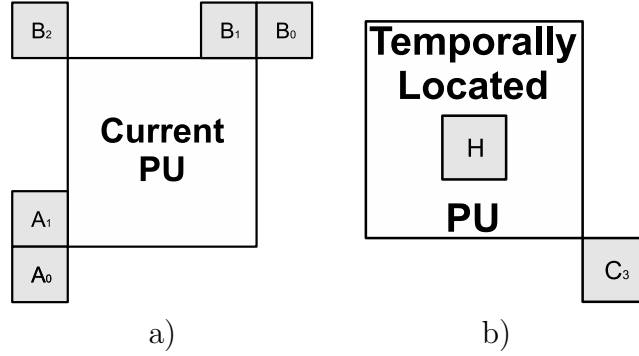 B₂
B₁
B₀
Current
PU
A₁
A₀
a)
Temporally
Located
H
PU
C₃
b)